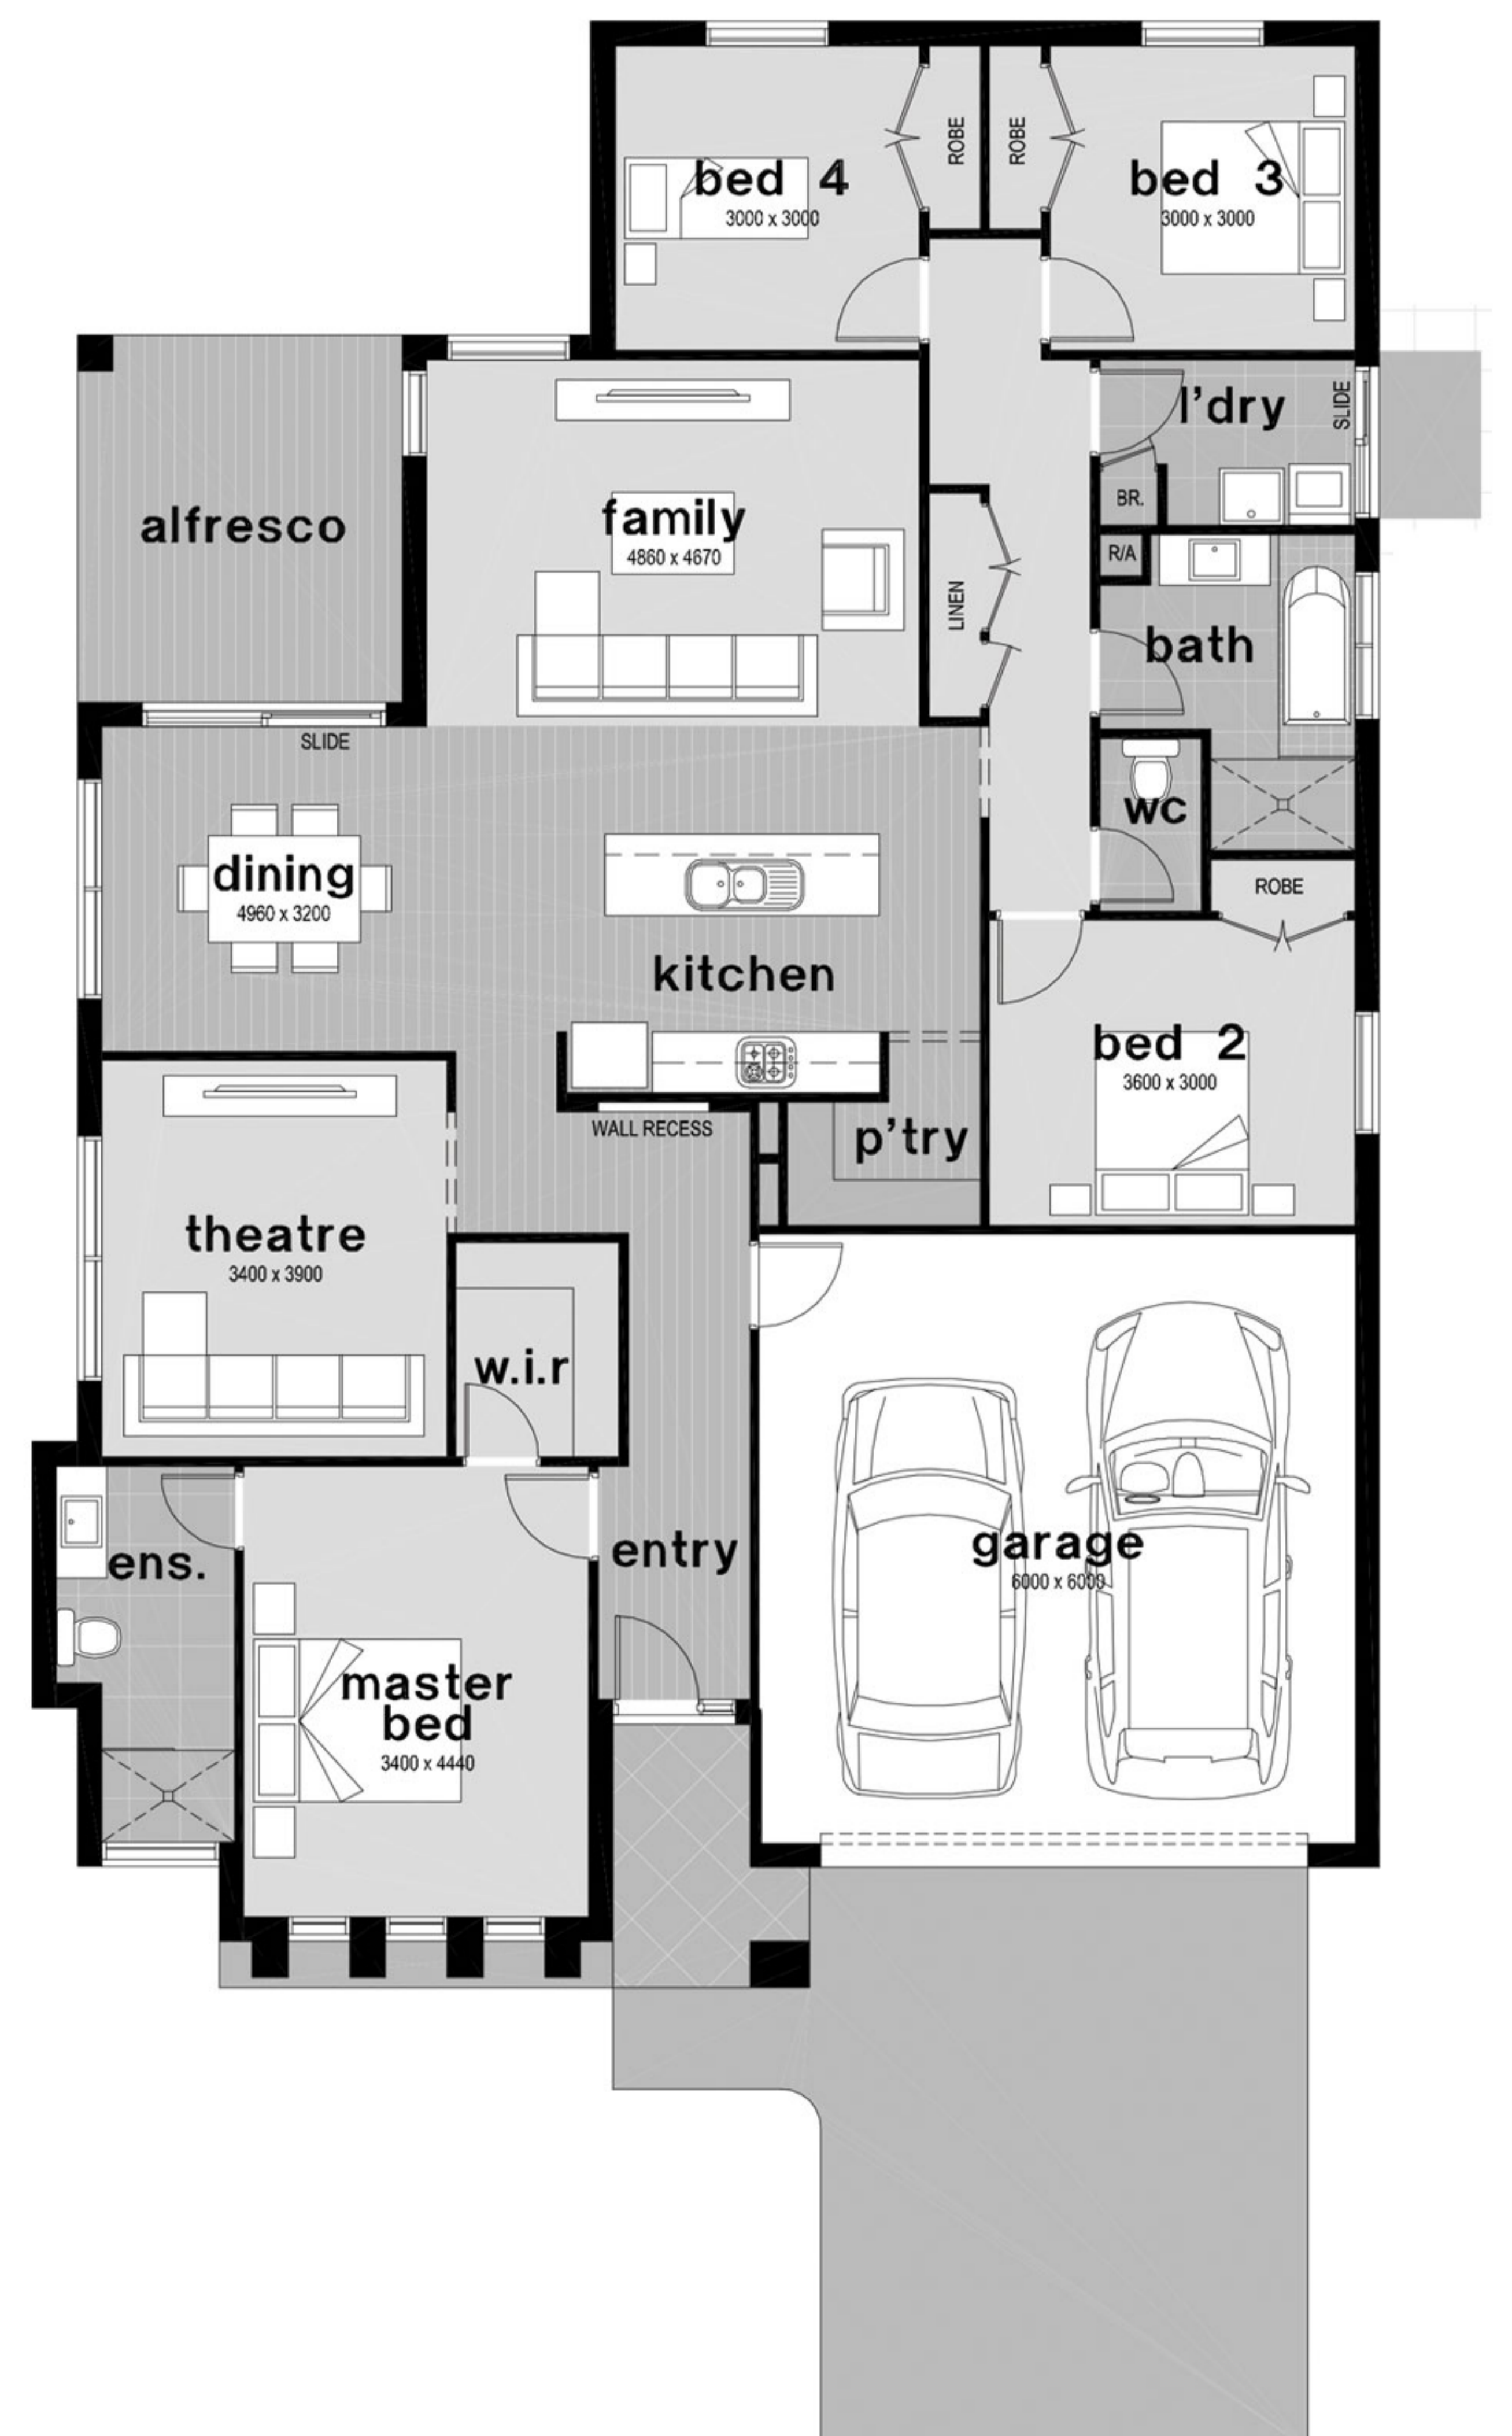 bed 4
3000 x 3000
ROBE
ROBE
bed 3
3000 x 3000
l'dry
SLIDE
BR.
alfresco
family
4860 x 4670
LINEN
R/A
bath
SLIDE
wc
dining
4960 x 3200
ROBE
kitchen
bed 2
3600 x 3000
WALL RECESS
p'try
theatre
3400 x 3900
w.i.r
ens.
entry
garage
6000 x 6000
master
bed
3400 x 4440